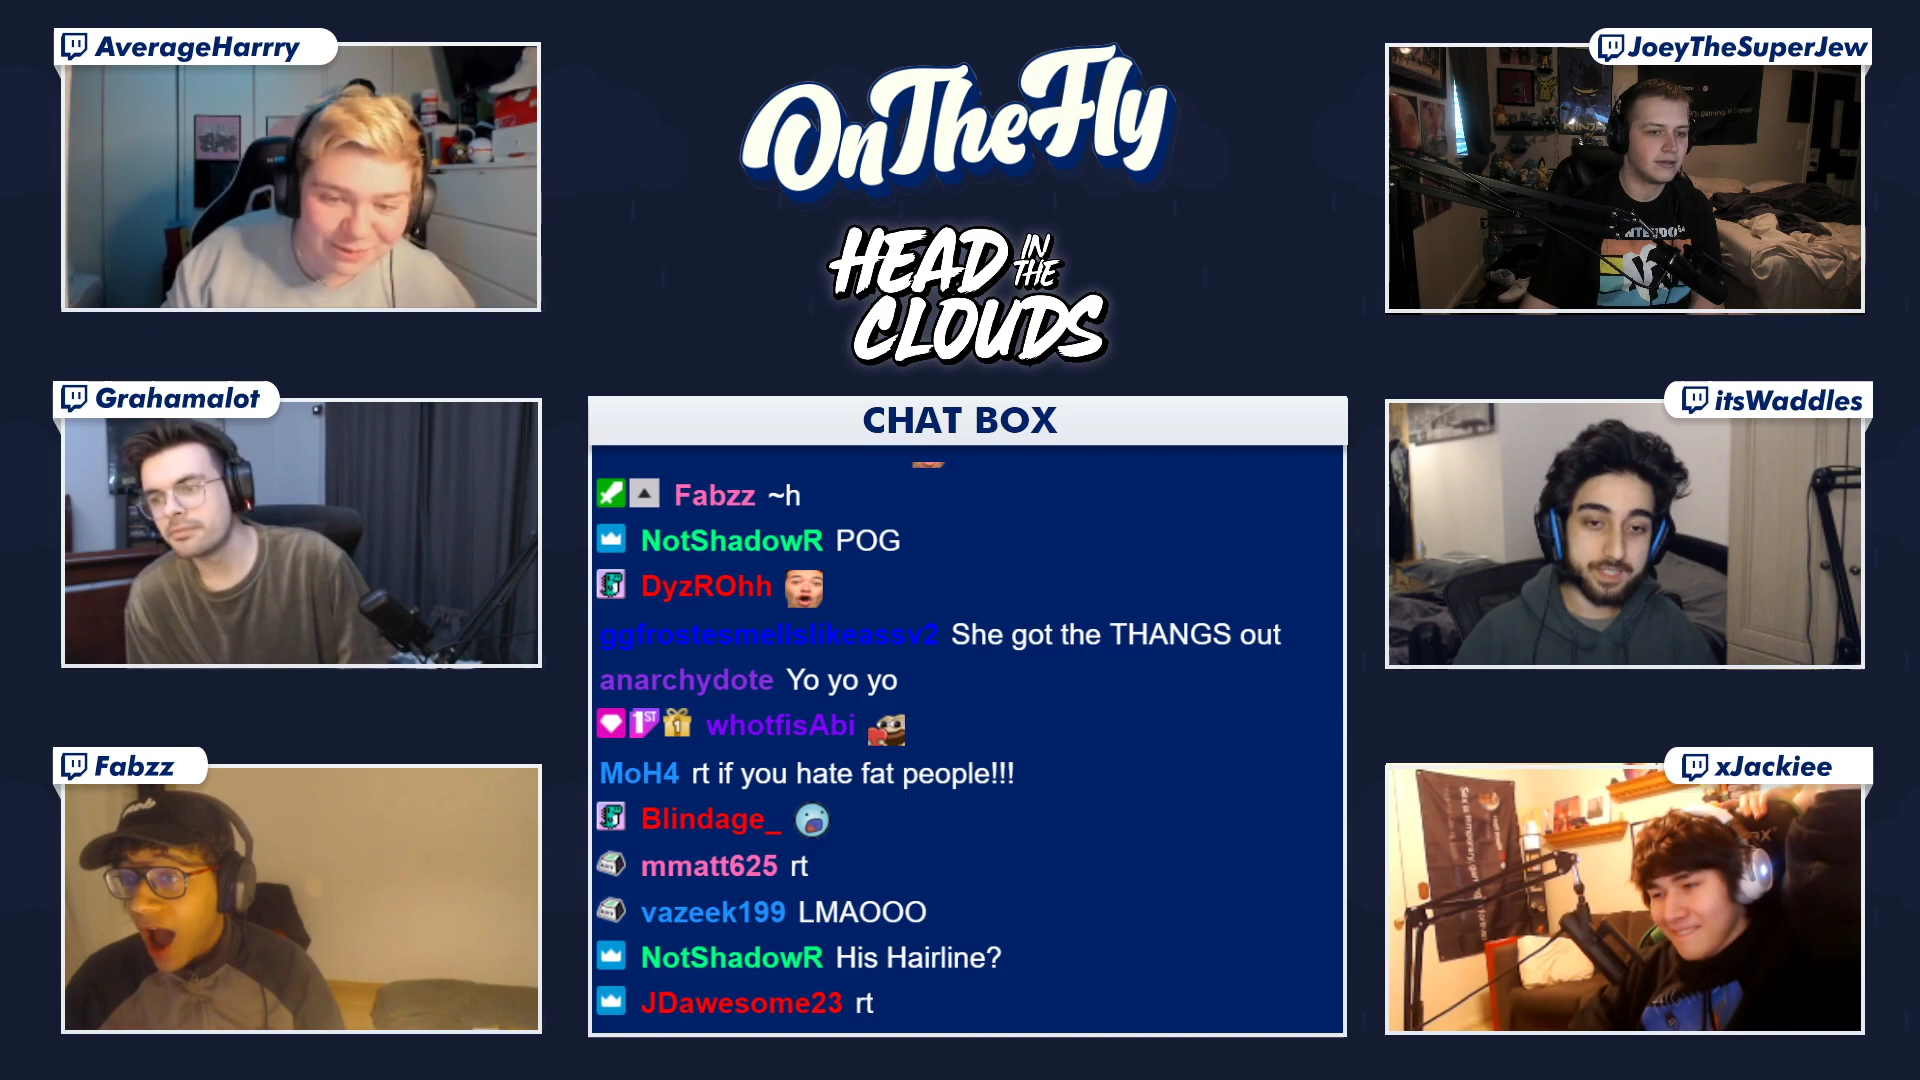 AverageHarrry
JoeyTheSuperJew
OnTheFly
HEAD IN THE CLOUDS
Grahamalot
itsWaddles
CHAT BOX
Fabzz ~h
NotShadowR POG
DyzROhh
ggfrostesmellslikeassv2 She got the THANGS out
anarchydote Yo yo yo
1ST 1 whotfisAbi
MoH4 rt if you hate fat people!!!
Blindage_
mmatt625 rt
vazeek199 LMAOOO
NotShadowR His Hairline?
JDawesome23 rt
Fabzz
xJackiee